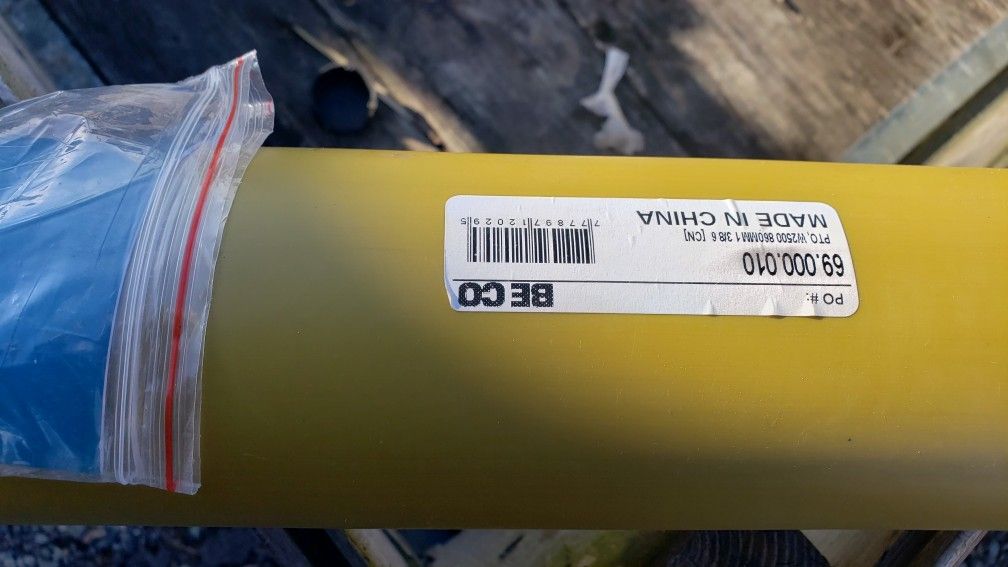 PO #:
BE CO
69.000.010
PTO, W2500 860MM 1 3/8 6 [CN]
MADE IN CHINA
7 77897 12029 5